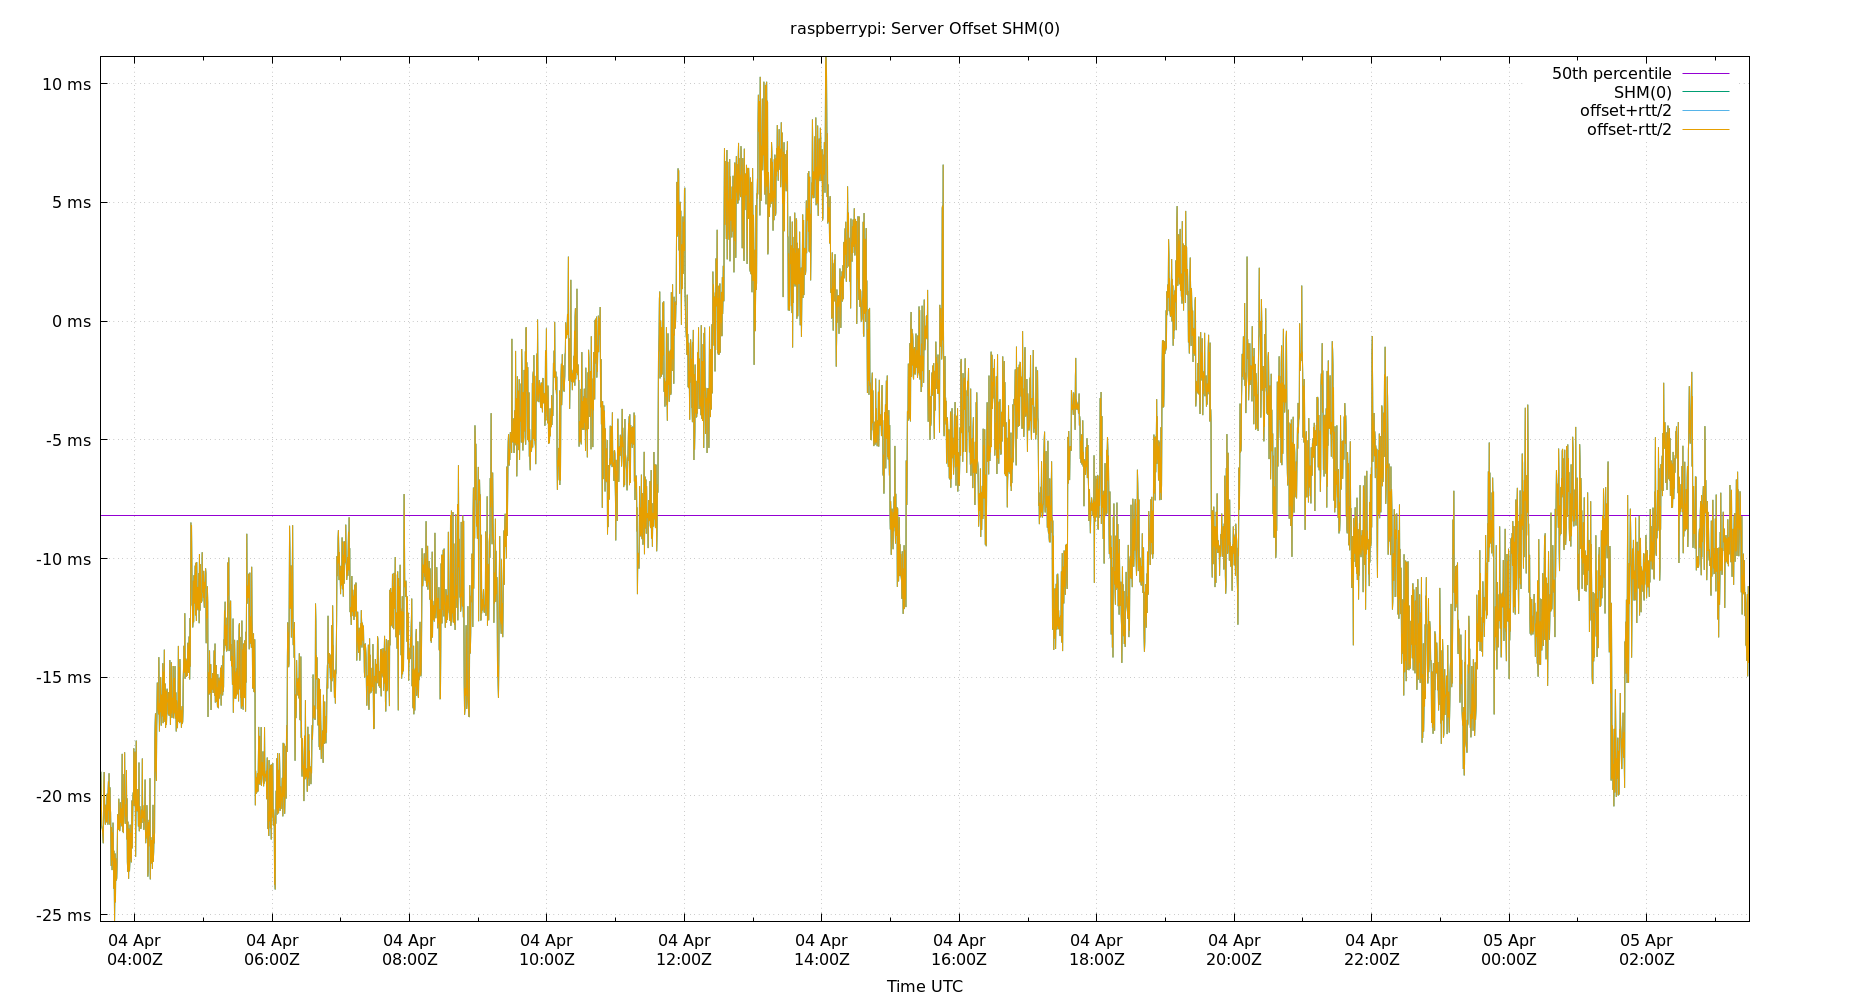 raspberrypi: Server Offset SHM(0)
50th percentile
SHM(0)
offset+rtt/2
offset-rtt/2
10 ms
5 ms
0 ms
-5 ms
-10 ms
-15 ms
-20 ms
-25 ms
04 Apr 04 Apr 04 Apr 04 Apr 04 Apr 04 Apr 04 Apr 04 Apr 04 Apr 04 Apr 05 Apr 05 Apr
04:00Z 06:00Z 08:00Z 10:00Z 12:00Z 14:00Z 16:00Z 18:00Z 20:00Z 22:00Z 00:00Z 02:00Z
Time UTC